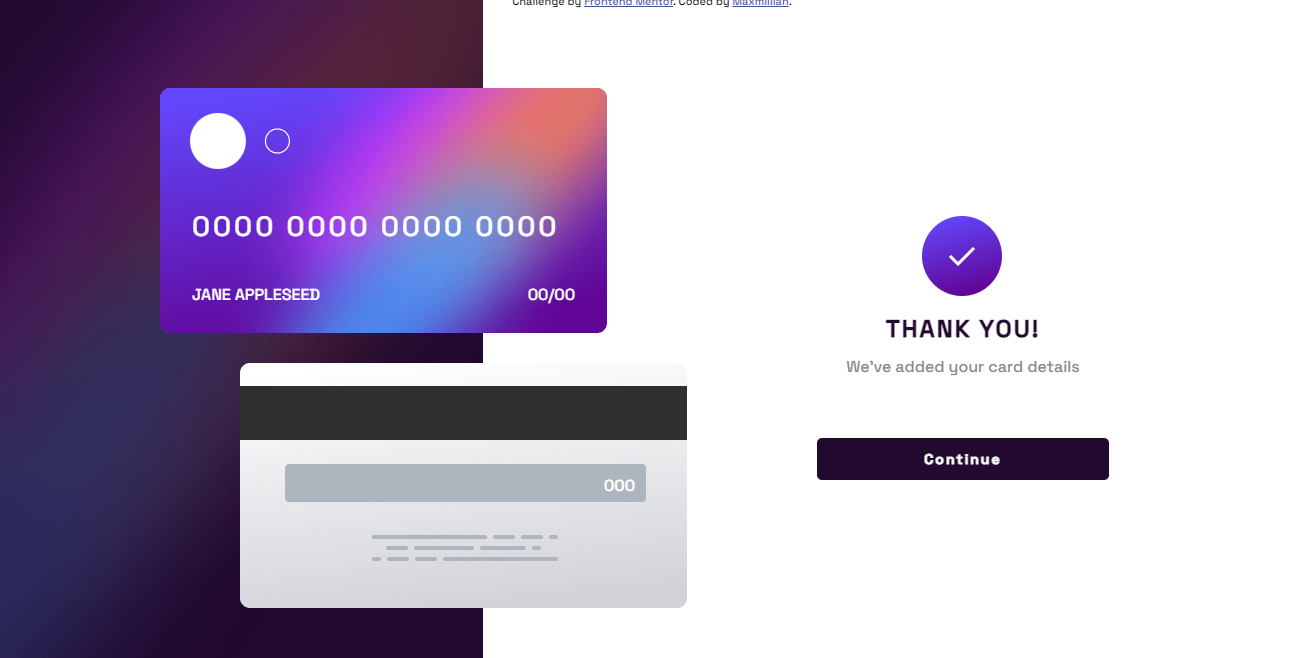 Challenge by Frontend Mentor. Coded by Maxmillian.
0000 0000 0000 0000
JANE APPLESEED 00/00
000
THANK YOU!
We've added your card details
Continue